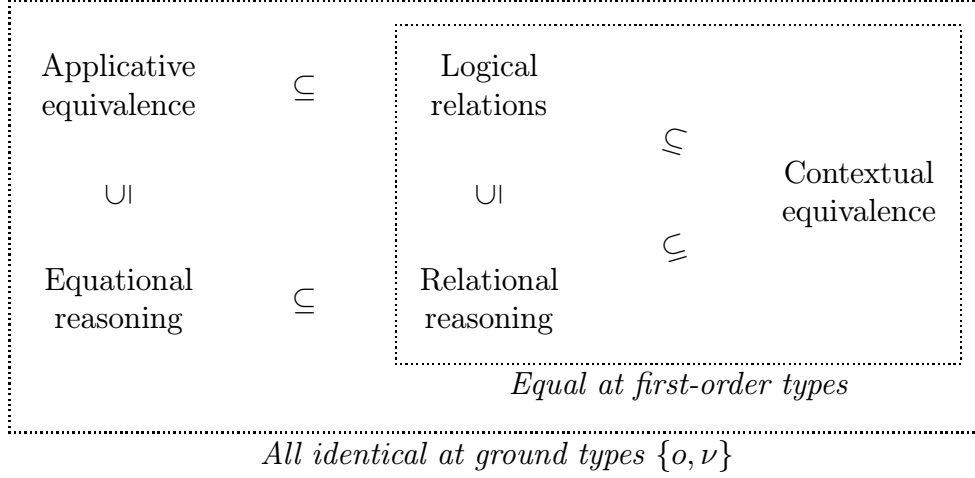 Applicative
equivalence
⊆
Logical
relations
⊆
Contextual
equivalence
∪|
∪|
Equational
reasoning
⊆
Relational
reasoning
⊆
Equal at first-order types
All identical at ground types {o, ν}